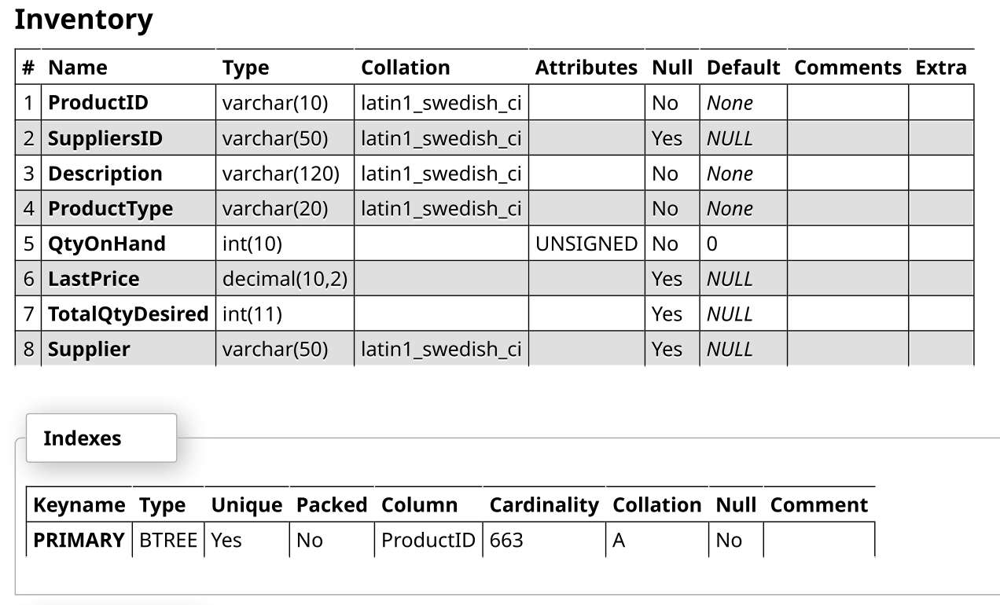 Inventory
# Name Type Collation Attributes Null Default Comments Extra
1 ProductID varchar(10) latin1_swedish_ci No None
2 SuppliersID varchar(50) latin1_swedish_ci Yes NULL
3 Description varchar(120) latin1_swedish_ci No None
4 ProductType varchar(20) latin1_swedish_ci No None
5 QtyOnHand int(10) UNSIGNED No 0
6 LastPrice decimal(10,2) Yes NULL
7 TotalQtyDesired int(11) Yes NULL
8 Supplier varchar(50) latin1_swedish_ci Yes NULL
Indexes
Keyname Type Unique Packed Column Cardinality Collation Null Comment
PRIMARY BTREE Yes No ProductID 663 A No